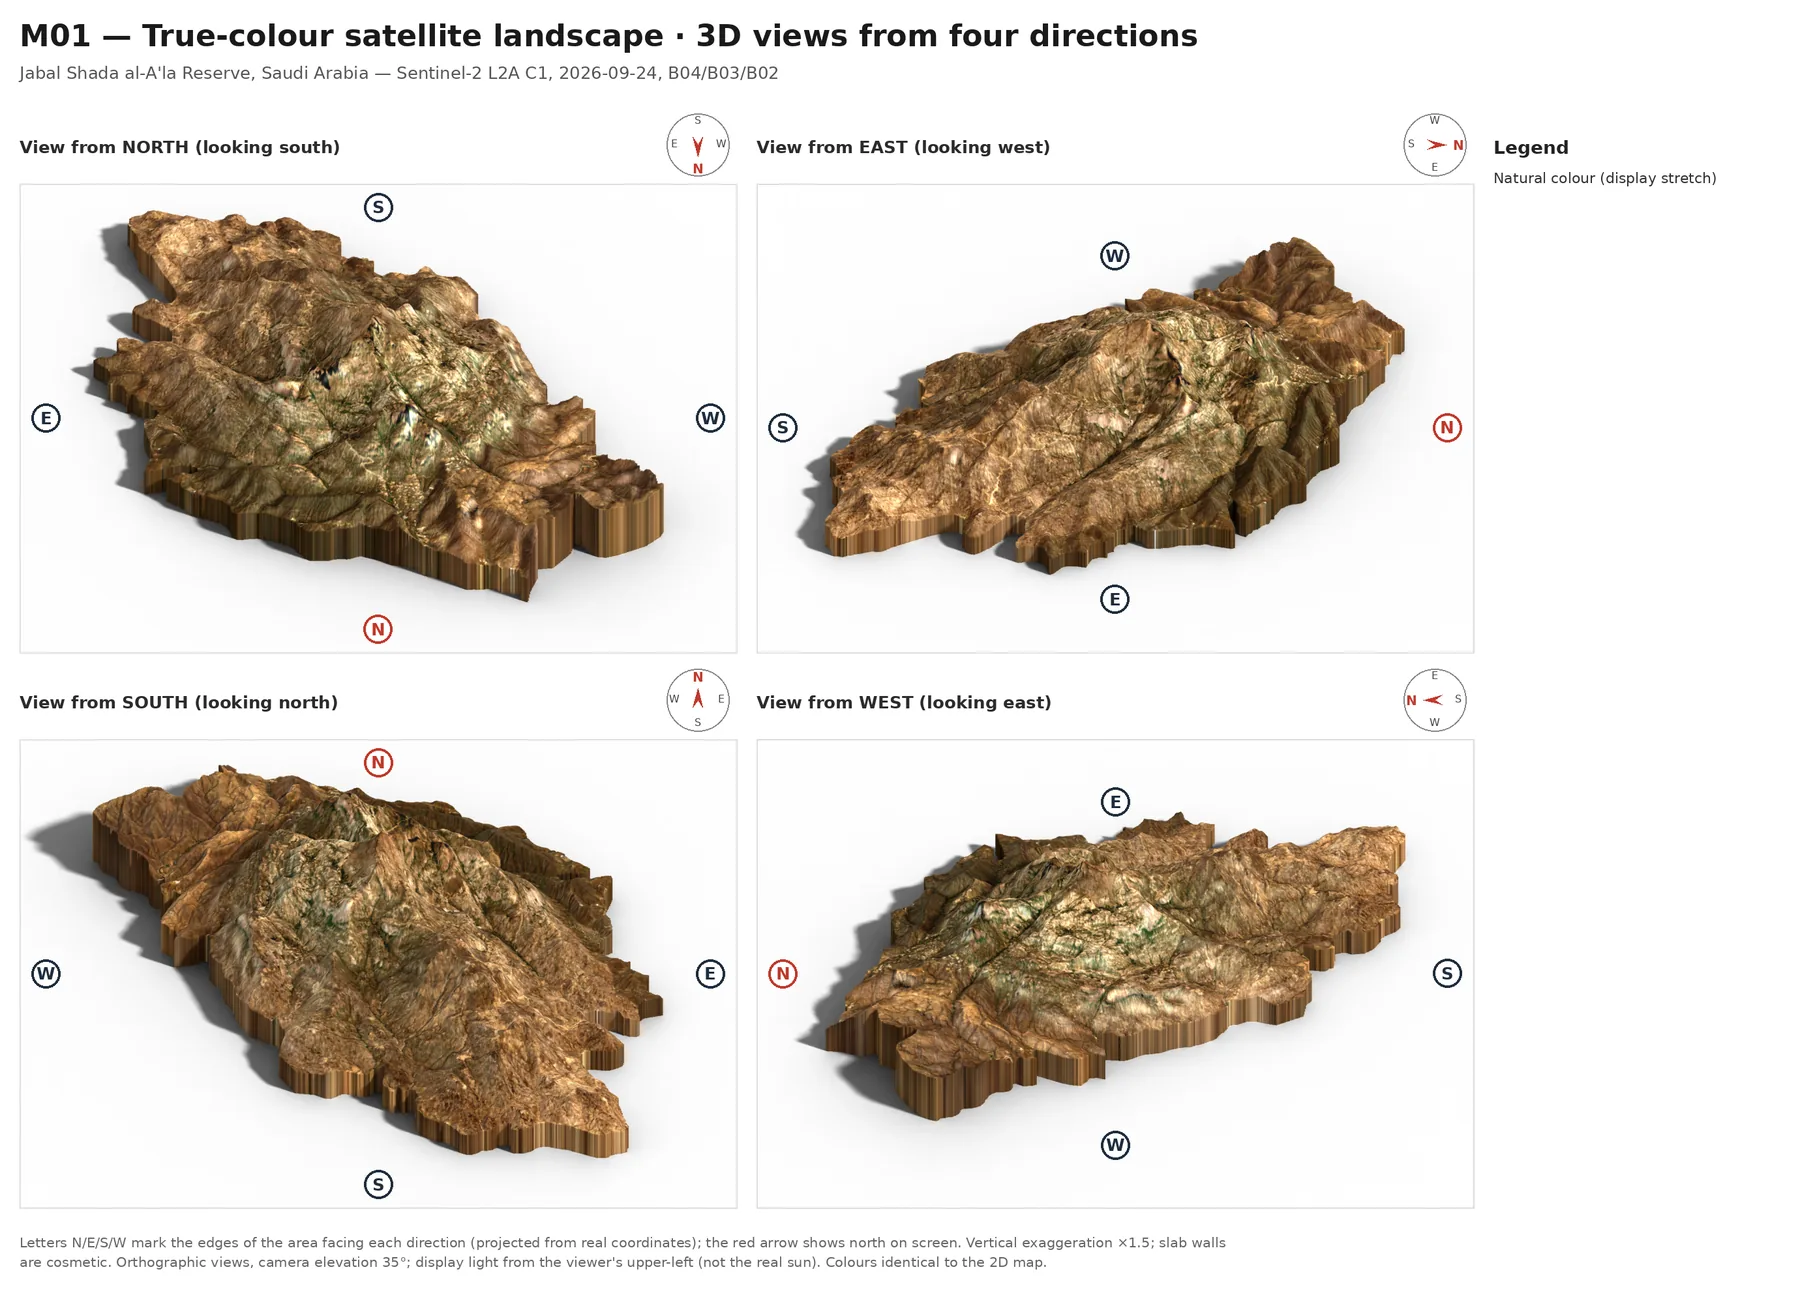 M01 — True-colour satellite landscape · 3D views from four directions
Jabal Shada al-A'la Reserve, Saudi Arabia — Sentinel-2 L2A C1, 2026-09-24, B04/B03/B02
View from NORTH (looking south)
S
E
W
N
View from EAST (looking west)
W
S
N
E
Legend
Natural colour (display stretch)
S
E
W
N
W
S
N
E
View from SOUTH (looking north)
N
W
E
S
View from WEST (looking east)
E
N
S
W
N
W
E
S
E
N
S
W
Letters N/E/S/W mark the edges of the area facing each direction (projected from real coordinates); the red arrow shows north on screen. Vertical exaggeration ×1.5; slab walls
are cosmetic. Orthographic views, camera elevation 35°; display light from the viewer's upper-left (not the real sun). Colours identical to the 2D map.